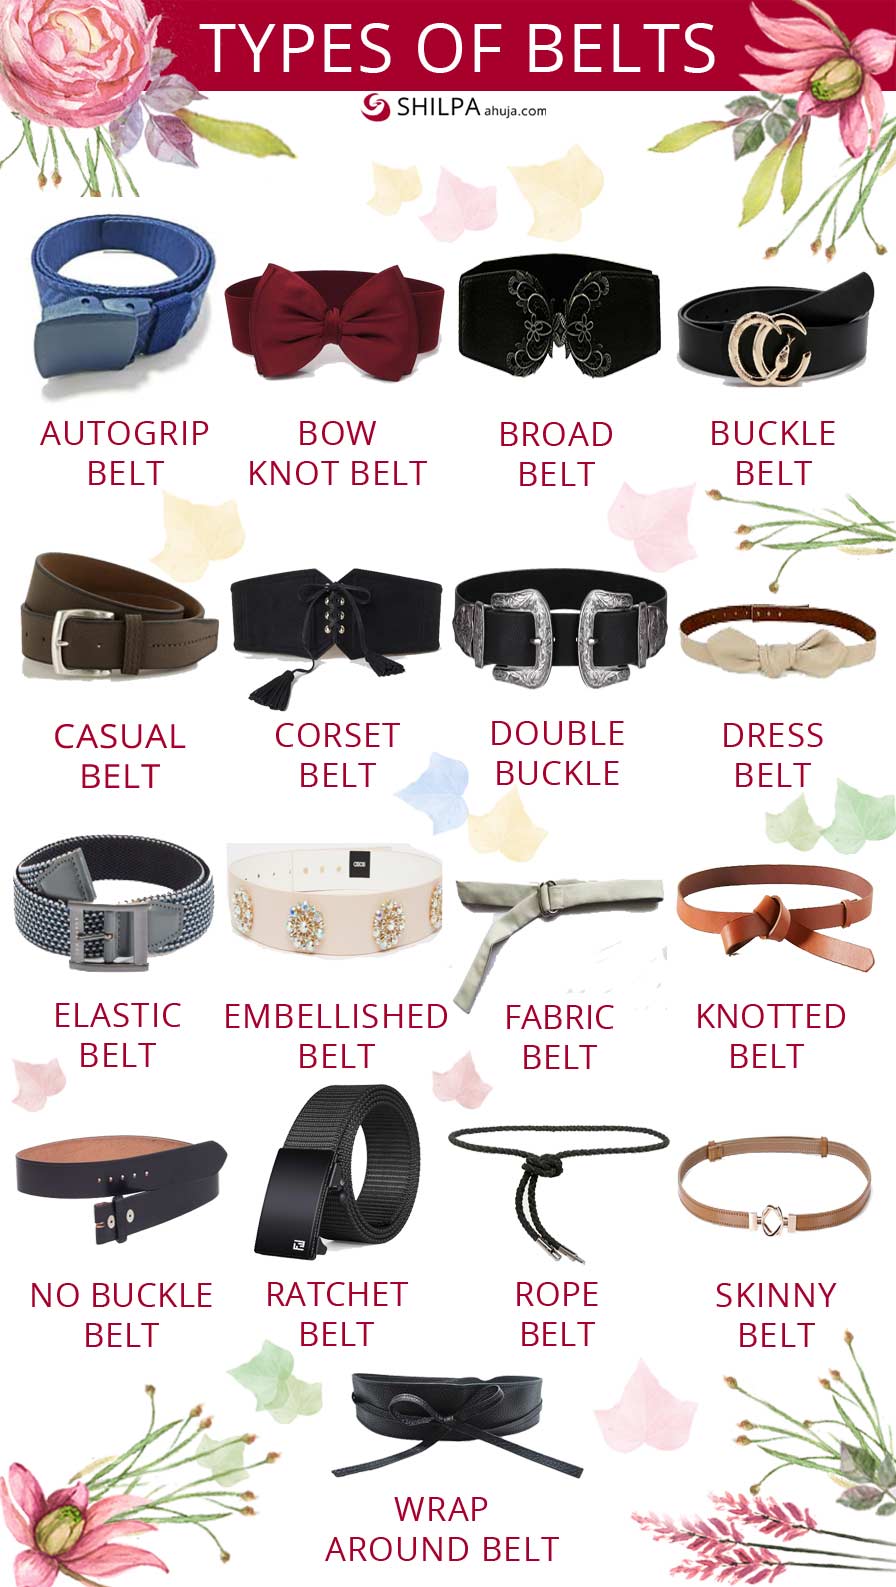 TYPES OF BELTS
SHILPA ahuja.com
AUTOGRIP BELT
BOW KNOT BELT
BROAD BELT
BUCKLE BELT
CASUAL BELT
CORSET BELT
DOUBLE BUCKLE
DRESS BELT
ASOS
ELASTIC BELT
EMBELLISHED BELT
FABRIC BELT
KNOTTED BELT
NO BUCKLE BELT
RATCHET BELT
ROPE BELT
SKINNY BELT
WRAP
AROUND BELT